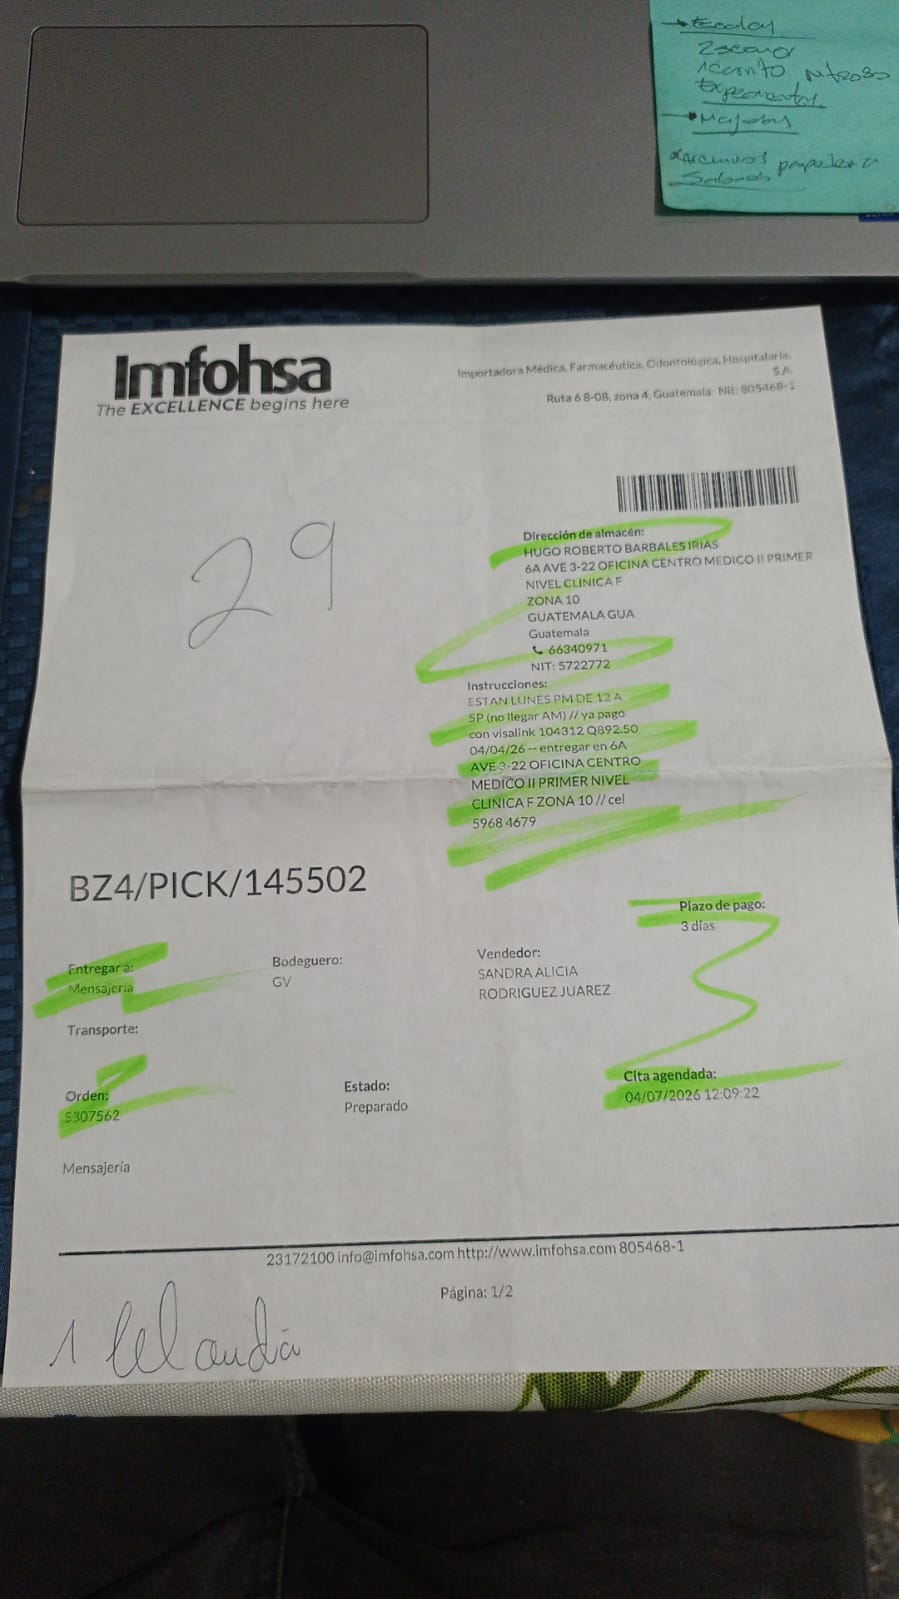 Imfohsa
The EXCELLENCE begins here
Importadora Médica, Farmacéutica, Odontológica, Hospitalaria,
S.A.
Ruta 6 8-08, zona 4, Guatemala NIt: 805468-1
29
Dirección de almacén:
HUGO ROBERTO BARBALES IRIAS
6A AVE 3-22 OFICINA CENTRO MEDICO II PRIMER
NIVEL CLINICA F
ZONA 10
GUATEMALA GUA
Guatemala
66340971
NIT: 5722772
Instrucciones:
ESTAN LUNES PM DE 12 A
5P (no llegar AM) // ya pago
con visalink 104312 Q892.50
04/04/26 -- entregar en 6A
AVE 3-22 OFICINA CENTRO
MEDICO II PRIMER NIVEL
CLINICA F ZONA 10 // cel
5968 4679
BZ4/PICK/145502
Plazo de pago:
3 días
Entregar a:
Mensajería
Bodeguero:
GV
Vendedor:
SANDRA ALICIA
RODRIGUEZ JUAREZ
Transporte:
Orden:
S307562
Estado:
Preparado
Cita agendada:
04/07/2026 12:09:22
Mensajería
23172100 info@imfohsa.com http://www.imfohsa.com 805468-1
Página: 1/2
1